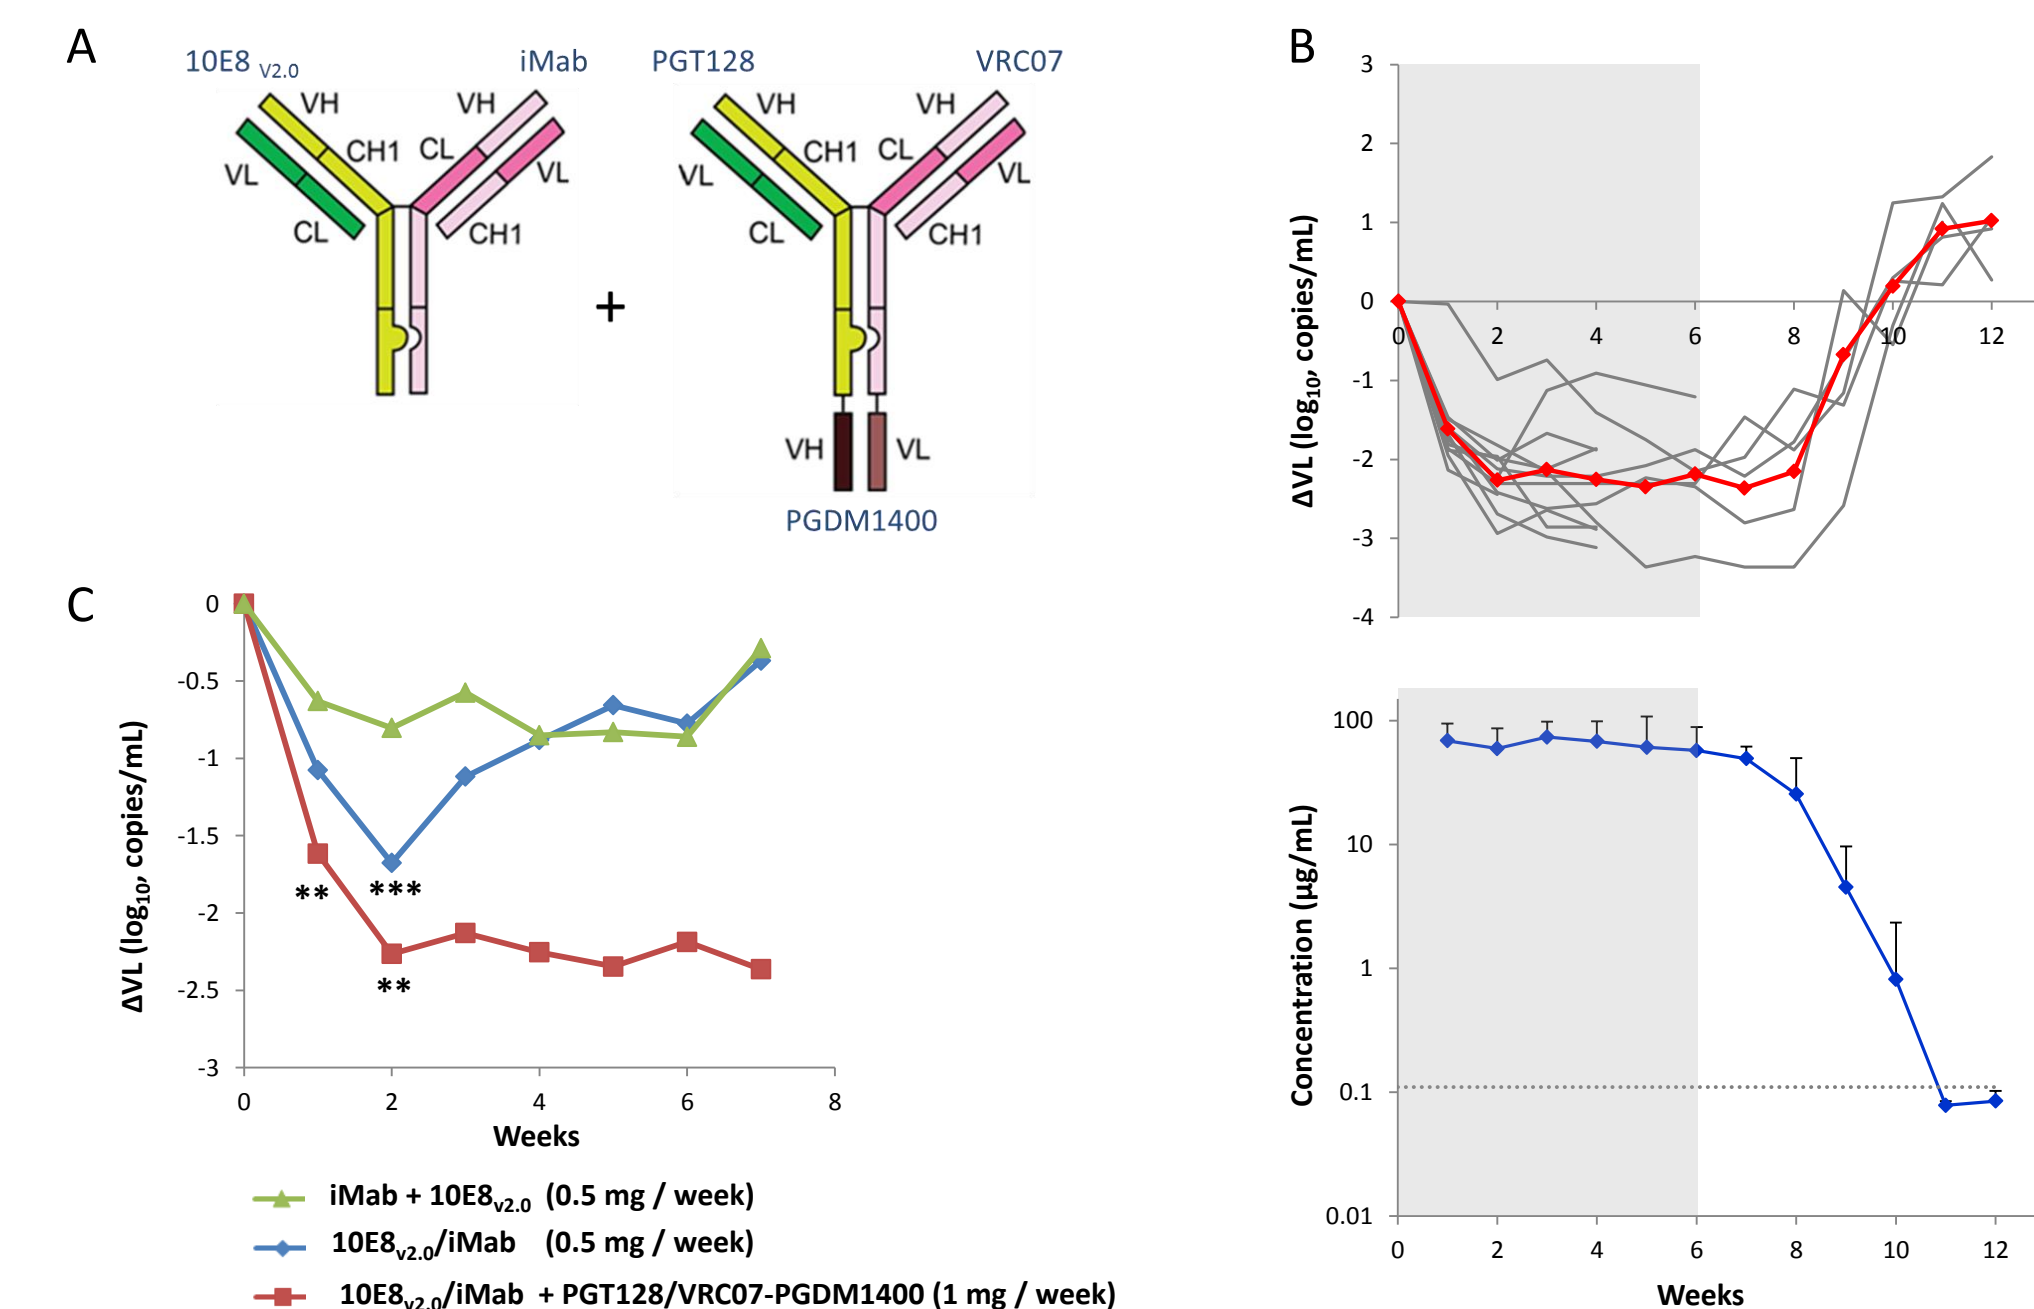 A
10E8 V2.0
iMab
PGT128
VRC07
VH
VH
VH
VH
CH1
CL
CH1
CL
VL
VL
VL
VL
CL
CH1
CL
CH1
+
VH
VL
PGDM1400
B
3
2
1
0
-1
-2
-3
-4
0
2
4
6
8
10
12
ΔVL (log10, copies/mL)
100
10
1
0.1
0.01
0
2
4
6
8
10
12
Concentration (µg/mL)
Weeks
C
0
-0.5
-1
-1.5
-2
-2.5
-3
0
2
4
6
8
ΔVL (log10, copies/mL)
**
***
**
Weeks
iMab + 10E8v2.0 (0.5 mg / week)
10E8v2.0/iMab (0.5 mg / week)
10E8v2.0/iMab + PGT128/VRC07-PGDM1400 (1 mg / week)